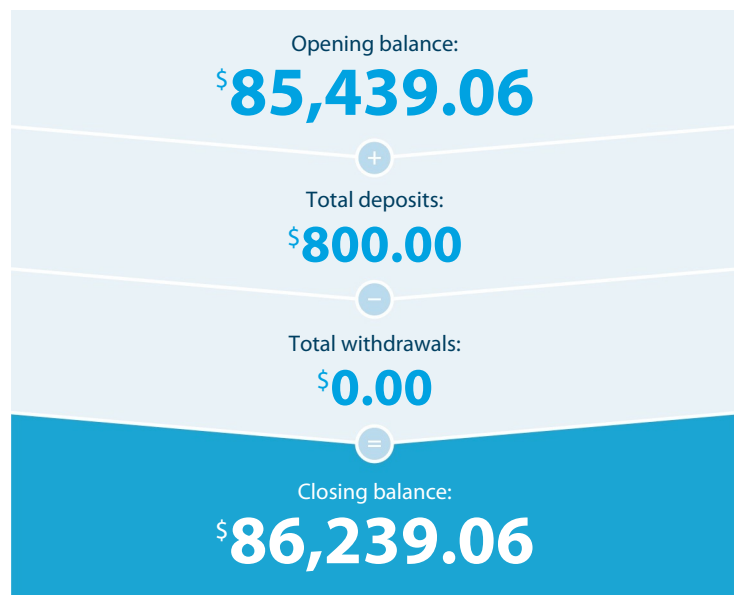 Opening balance:
$85,439.06
+
Total deposits:
$800.00
−
Total withdrawals:
$0.00
=
Closing balance:
$86,239.06